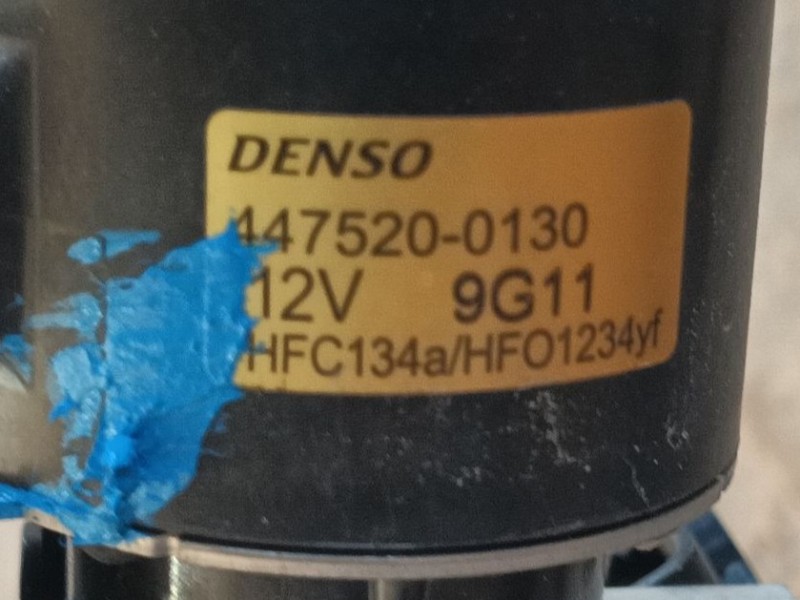 DENSO
447520-0130
12V 9G11
HFC134a/HFO1234yf